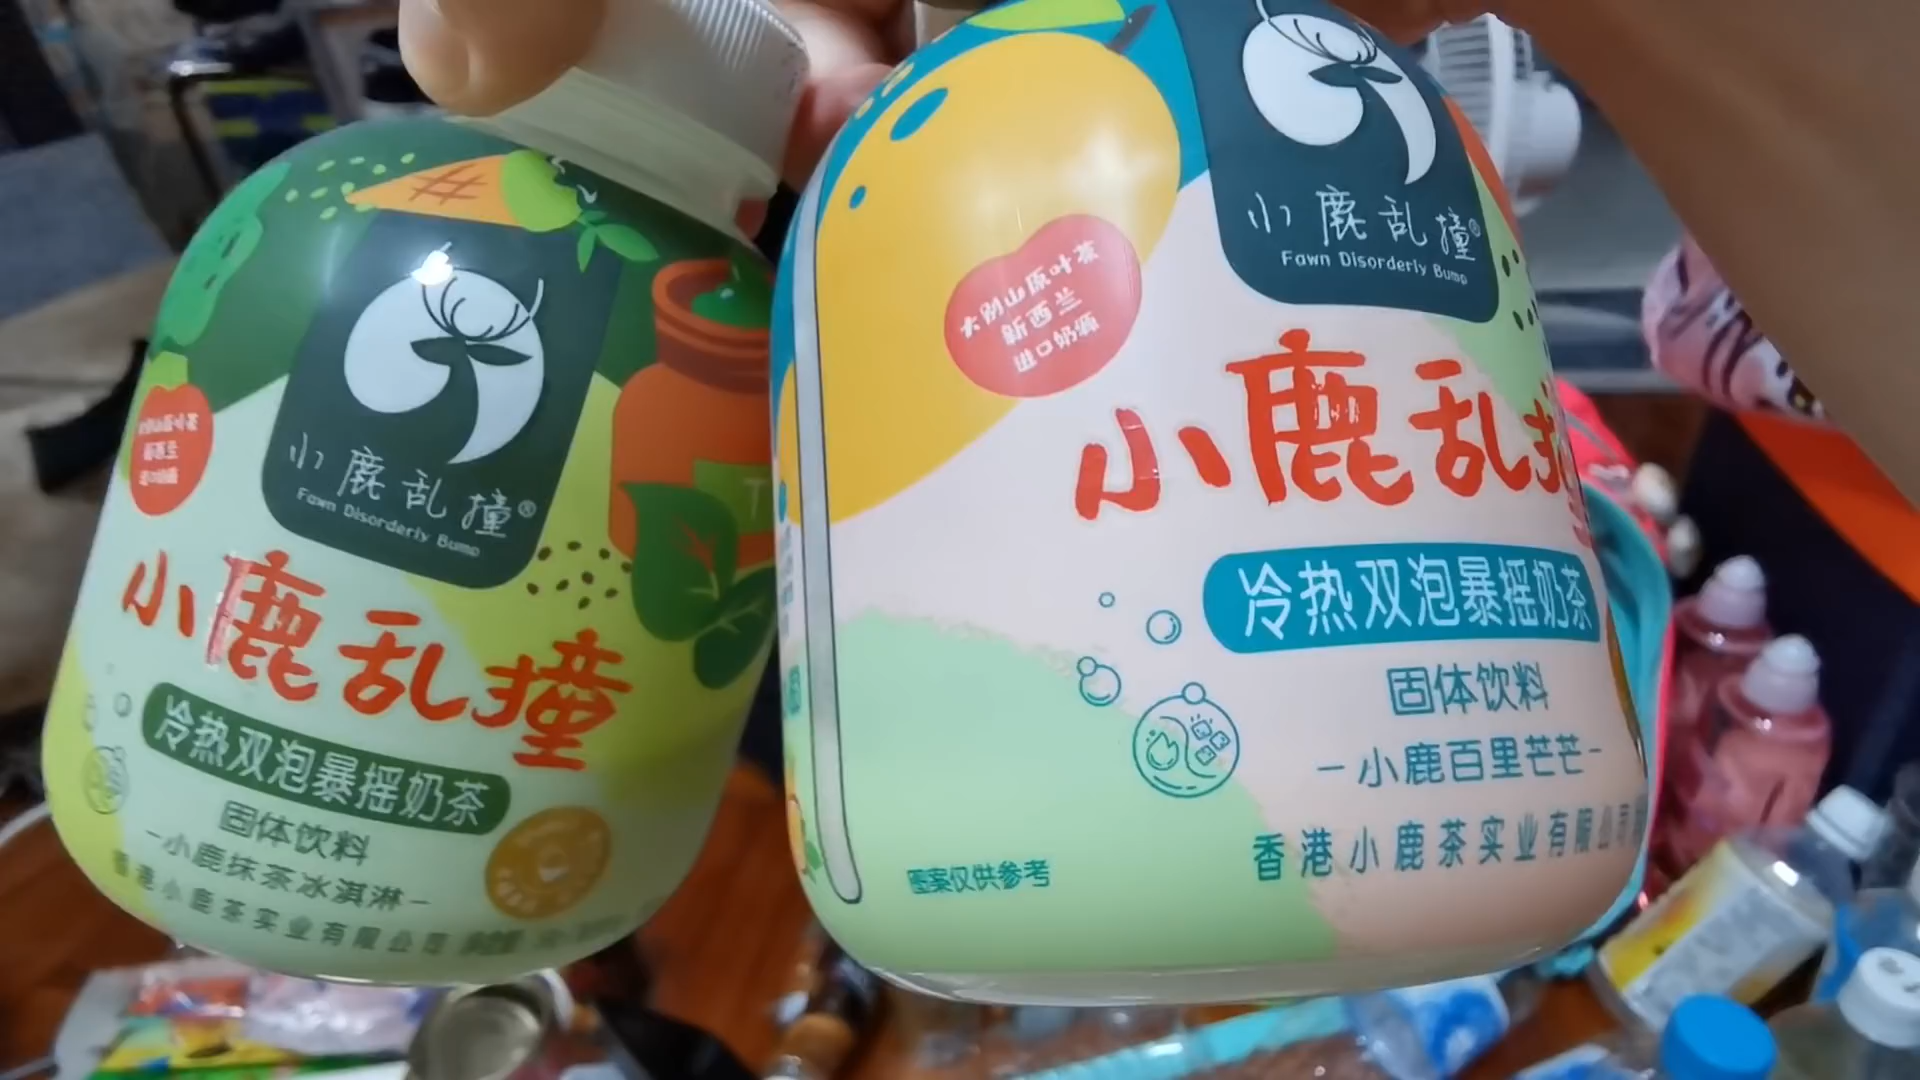 小鹿乱撞®
Fawn Disorderly Bump
小鹿乱撞
冷热双泡暴摇奶茶
固体饮料
-小鹿抹茶冰淇淋-
香港小鹿茶实业有限公司
大别山原叶茶
新西兰
进口奶源
小鹿乱撞®
Fawn Disorderly Bump
小鹿乱撞
冷热双泡暴摇奶茶
固体饮料
-小鹿百里芒芒-
香港小鹿茶实业有限公司
图案仅供参考